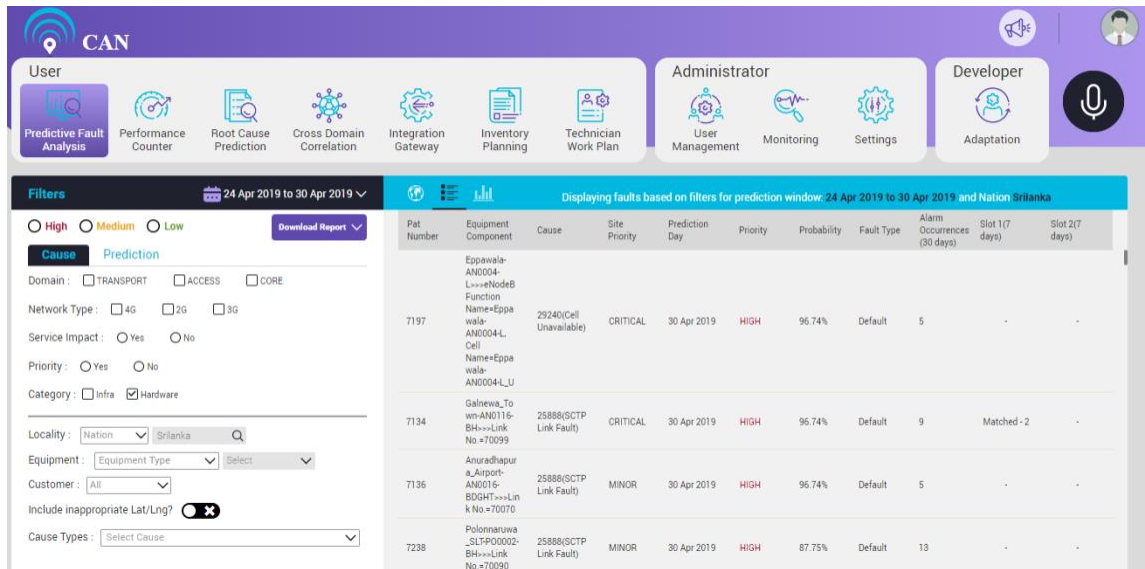 CAN
User
Administrator
Developer
Predictive Fault
Analysis
Performance
Counter
Root Cause
Prediction
Cross Domain
Correlation
Integration
Gateway
Inventory
Planning
Technician
Work Plan
User
Management
Monitoring
Settings
Adaptation
Filters
24 Apr 2019 to 30 Apr 2019
High Medium Low
Download Report
Cause Prediction
Domain : TRANSPORT ACCESS CORE
Network Type : 4G 2G 3G
Service Impact : Yes No
Priority : Yes No
Category : Infra Hardware
Locality : Nation Srilanka
Equipment : Equipment Type Select
Customer : All
Include inappropriate Lat/Lng?
Cause Types : Select Cause
Displaying faults based on filters for prediction window: 24 Apr 2019 to 30 Apr 2019 and Nation Srilanka
Pat
Number
Equipment
Component
Cause
Site
Priority
Prediction
Day
Priority
Probability
Fault Type
Alarm
Occurrences
(30 days)
Slot 1(7
days)
Slot 2(7
days)
7197
Eppawala-
AN0004-
L>>>eNodeB
Function
Name=Eppa
wala-
AN0004-L,
Cell
Name=Eppa
wala-
AN0004-L_U
29240(Cell
Unavailable)
CRITICAL
30 Apr 2019
HIGH
96.74%
Default
5
-
-
7134
Galnewa_To
wn-AN0116-
BH>>>Link
No.=70099
25888(SCTP
Link Fault)
CRITICAL
30 Apr 2019
HIGH
96.74%
Default
9
Matched - 2
-
7136
Anuradhapur
a_Airport-
AN0016-
BDGHT>>>Lin
k No.=70070
25888(SCTP
Link Fault)
MINOR
30 Apr 2019
HIGH
96.74%
Default
5
-
-
7238
Polonnaruwa
_SLT-PO0002-
BH>>>Link
No.=70090
25888(SCTP
Link Fault)
MINOR
30 Apr 2019
HIGH
87.75%
Default
13
-
-